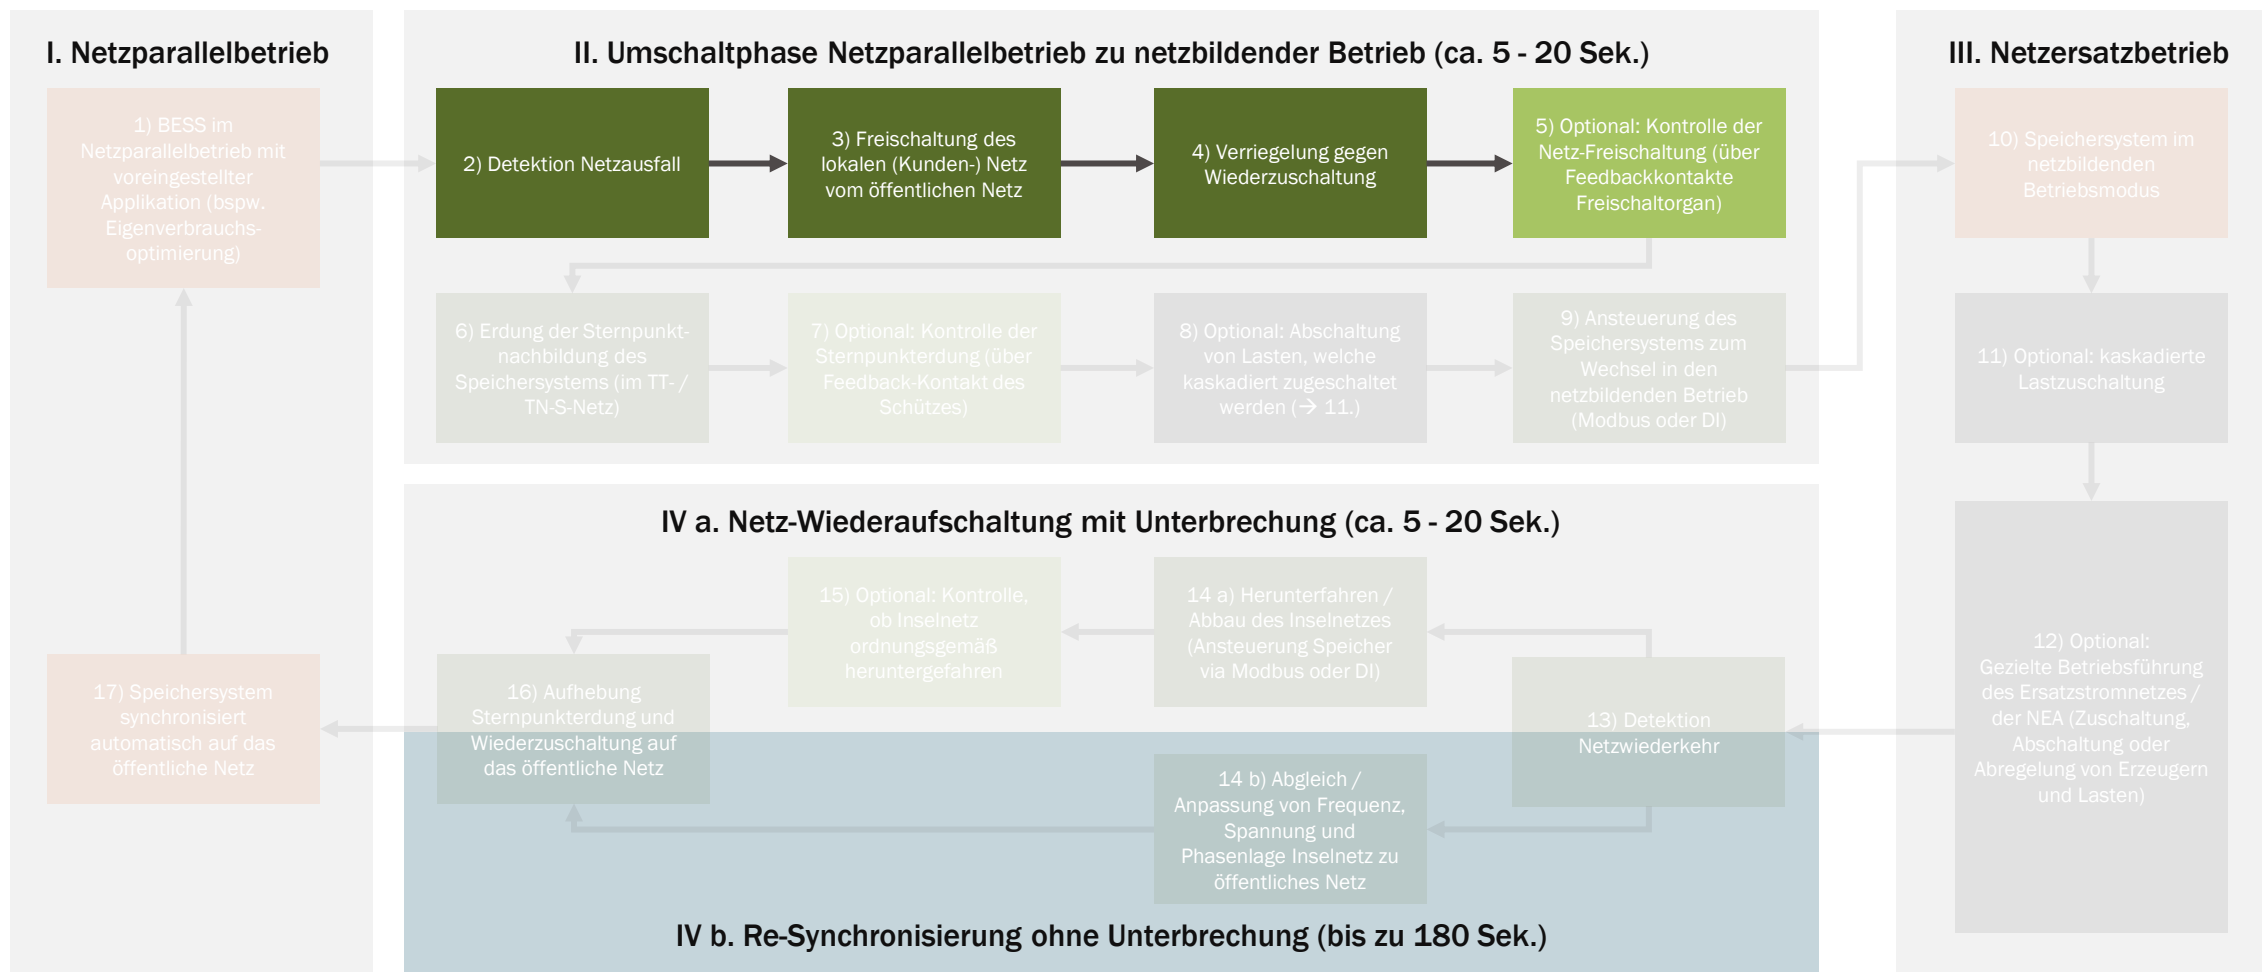 I. Netzparallelbetrieb
1) BESS im
Netzparallelbetrieb mit
voreingestellter
Applikation (bspw.
Eigenverbrauchs-
optimierung)
II. Umschaltphase Netzparallelbetrieb zu netzbildender Betrieb (ca. 5 - 20 Sek.)
2) Detektion Netzausfall
3) Freischaltung des
lokalen (Kunden-) Netz
vom öffentlichen Netz
4) Verriegelung gegen
Wiederzuschaltung
5) Optional: Kontrolle der
Netz-Freischaltung (über
Feedbackkontakte
Freischaltorgan)
6) Erdung der Sternpunkt-
nachbildung des
Speichersystems (im TT- /
TN-S-Netz)
7) Optional: Kontrolle der
Sternpunkterdung (über
Feedback-Kontakt des
Schützes)
8) Optional: Abschaltung
von Lasten, welche
kaskadiert zugeschaltet
werden (→ 11.)
9) Ansteuerung des
Speichersystems zum
Wechsel in den
netzbildenden Betrieb
(Modbus oder DI)
III. Netzersatzbetrieb
10) Speichersystem im
netzbildenden
Betriebsmodus
11) Optional: kaskadierte
Lastzuschaltung
12) Optional:
Gezielte Betriebsführung
des Ersatzstromnetzes /
der NEA (Zuschaltung,
Abschaltung oder
Abregelung von Erzeugern
und Lasten)
IV a. Netz-Wiederaufschaltung mit Unterbrechung (ca. 5 - 20 Sek.)
13) Detektion
Netzwiederkehr
14 a) Herunterfahren /
Abbau des Inselnetzes
(Ansteuerung Speicher
via Modbus oder DI)
15) Optional: Kontrolle,
ob Inselnetz
ordnungsgemäß
heruntergefahren
14 b) Abgleich /
Anpassung von Frequenz,
Spannung und
Phasenlage Inselnetz zu
öffentliches Netz
16) Aufhebung
Sternpunkterdung und
Wiederzuschaltung auf
das öffentliche Netz
17) Speichersystem
synchronisiert
automatisch auf das
öffentliche Netz
IV b. Re-Synchronisierung ohne Unterbrechung (bis zu 180 Sek.)